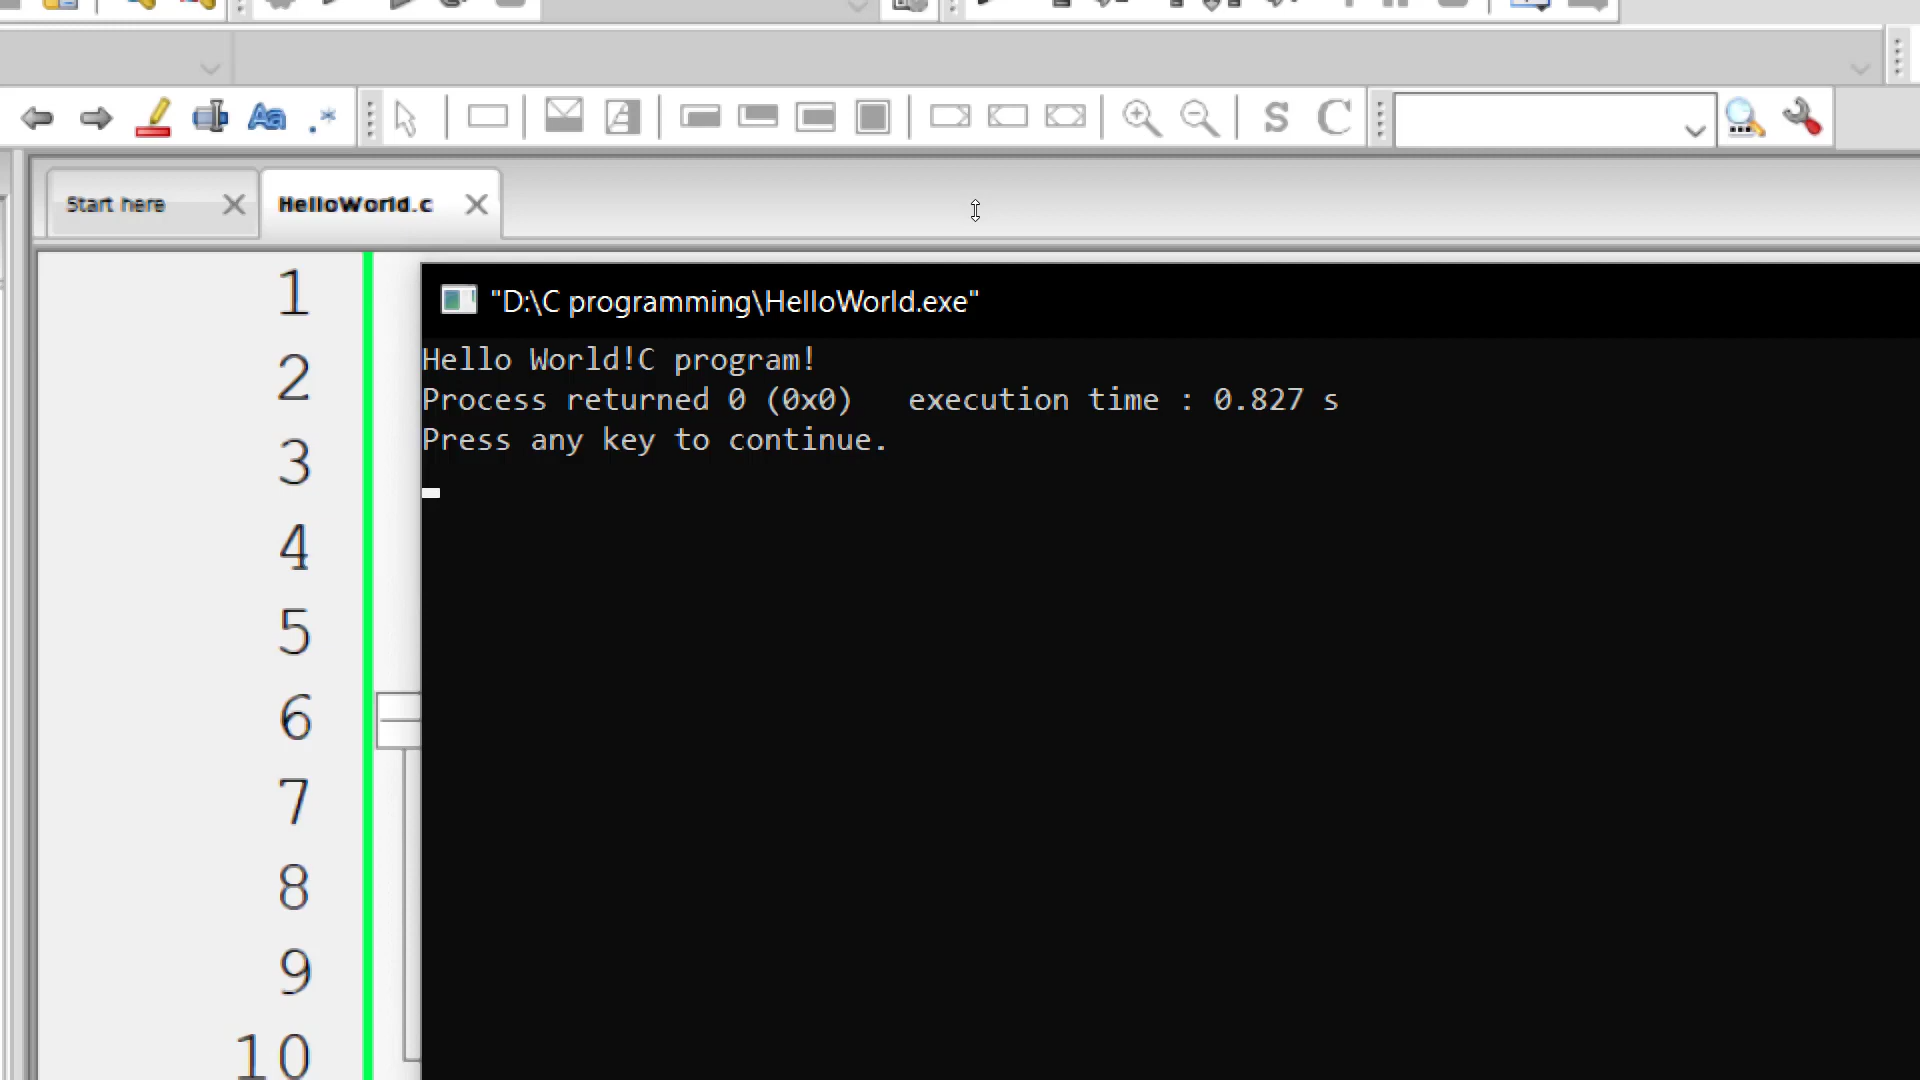 Aa .*
S C
Start here HelloWorld.c
1
"D:\C programming\HelloWorld.exe"
Hello World!C program!
2
Process returned 0 (0x0)   execution time : 0.827 s
Press any key to continue.
3
4
5
6
7
8
9
10